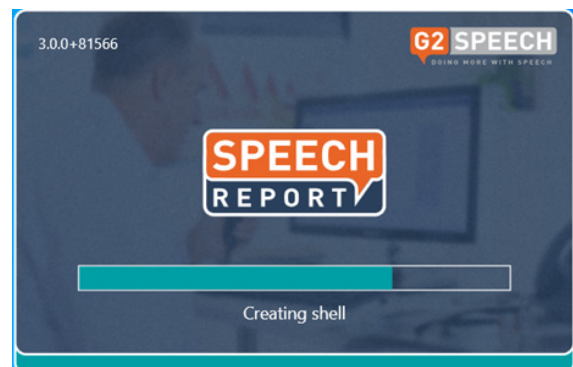 3.0.0+81566
G2 SPEECH
DOING MORE WITH SPEECH
SPEECH
REPORT
Creating shell